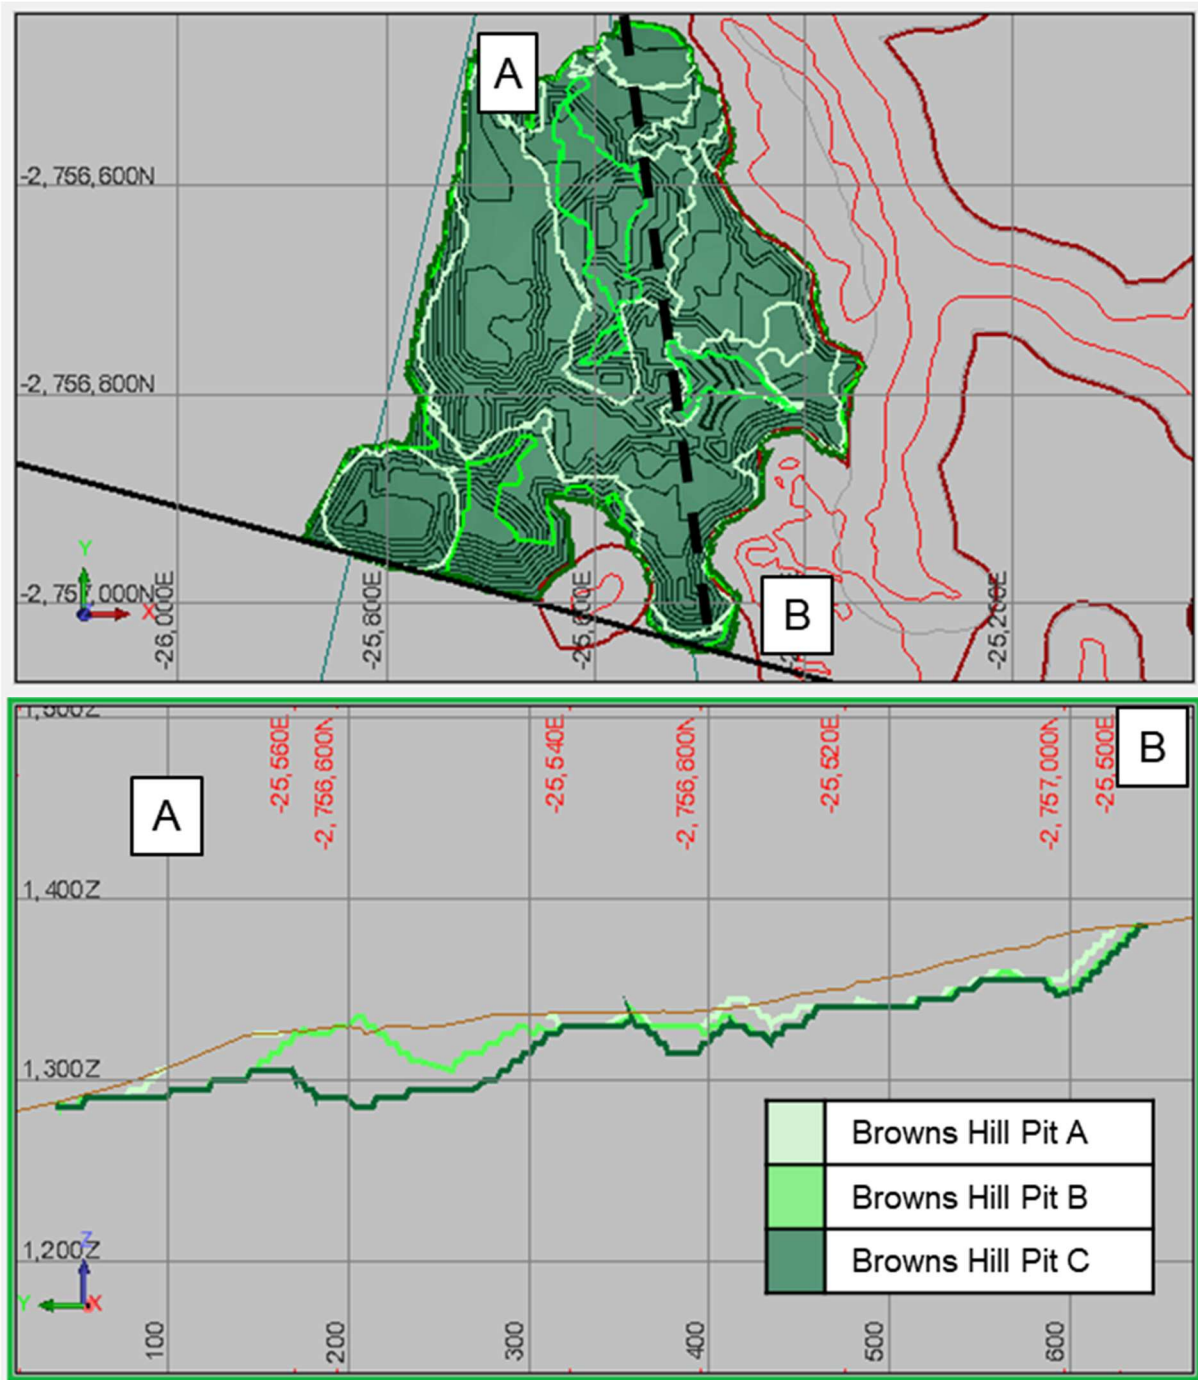 A
-2,756,600N
-2,756,600N
Y
-2,757,000N
X
-26,000E
-25,800E
-25,600E
-25,200E
B
1,500Z
-25,560E
-2,756,600N
-25,540E
-2,756,800N
-25,520E
-2,757,000N
-25,500E
B
A
1,400Z
1,300Z
Browns Hill Pit A
Browns Hill Pit B
Browns Hill Pit C
1,200Z
Z
Y
X
100
200
300
400
500
600